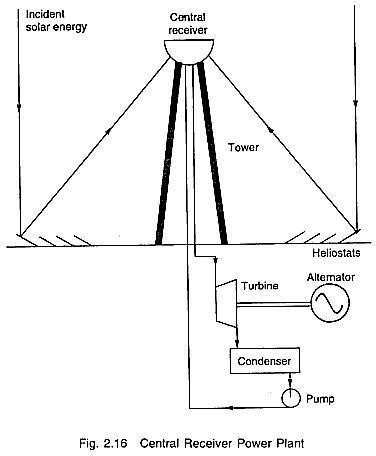 Incident
solar energy
Central
receiver
Tower
Heliostats
Turbine
Alternator
Condenser
Pump
Fig. 2.16 Central Receiver Power Plant